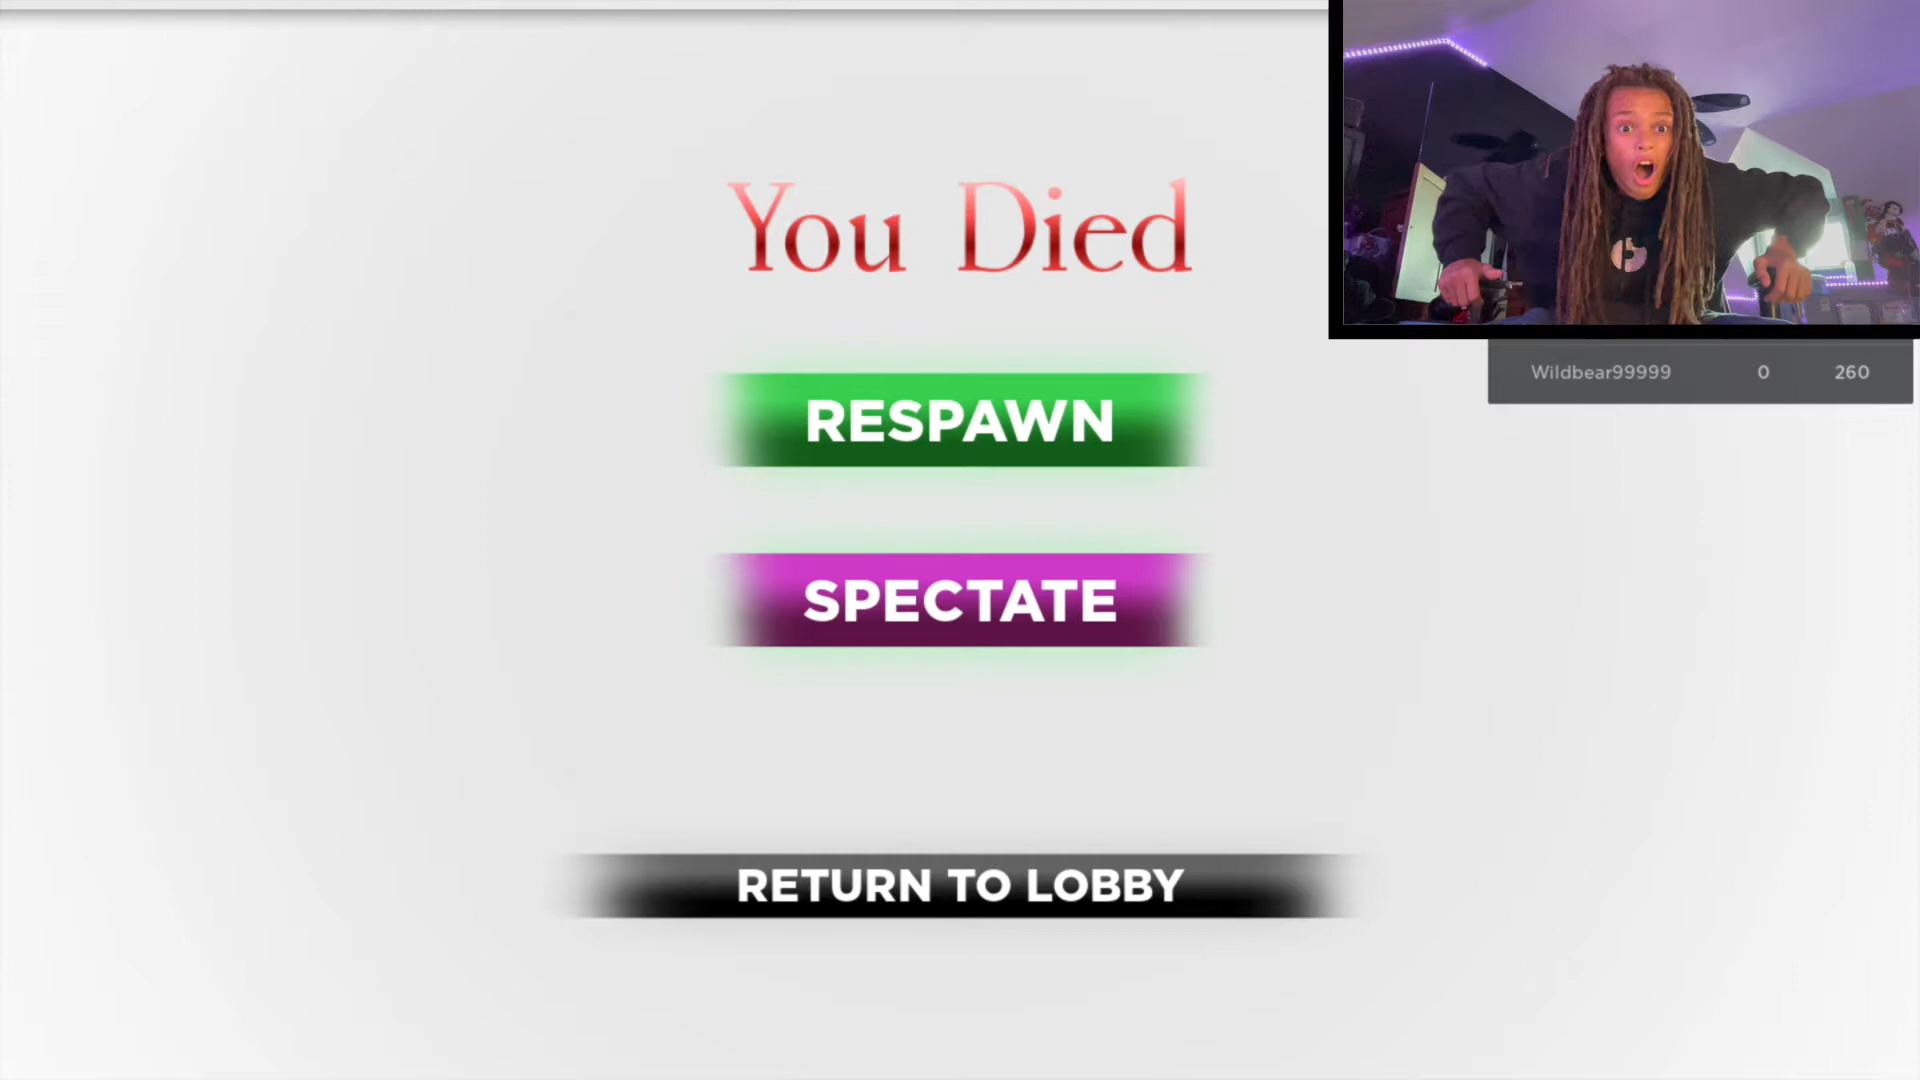 You Died
RESPAWN
SPECTATE
RETURN TO LOBBY
Wildbear99999 0 260